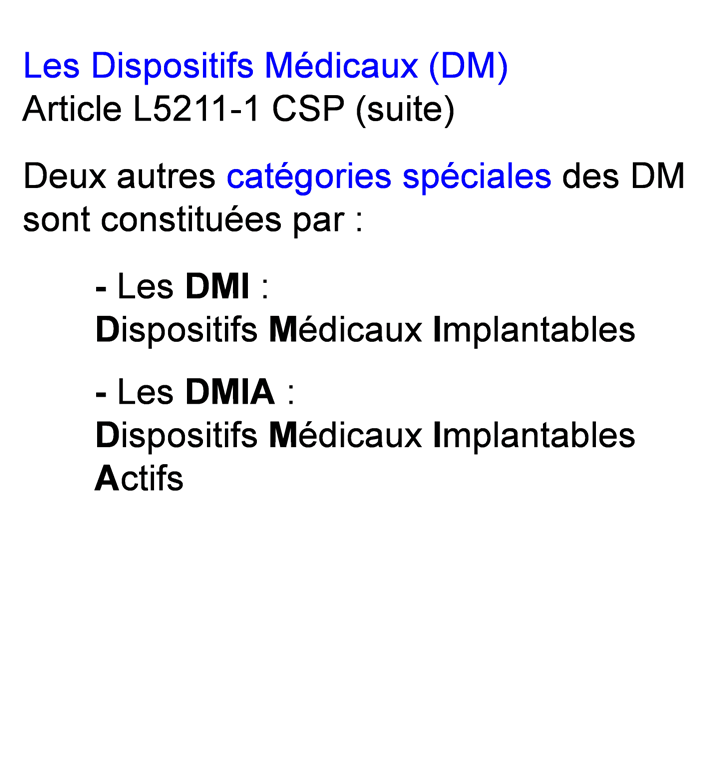 Les Dispositifs Médicaux (DM)
Article L5211-1 CSP (suite)
Deux autres catégories spéciales des DM
sont constituées par :
- Les DMI :
Dispositifs Médicaux Implantables
- Les DMIA :
Dispositifs Médicaux Implantables
Actifs